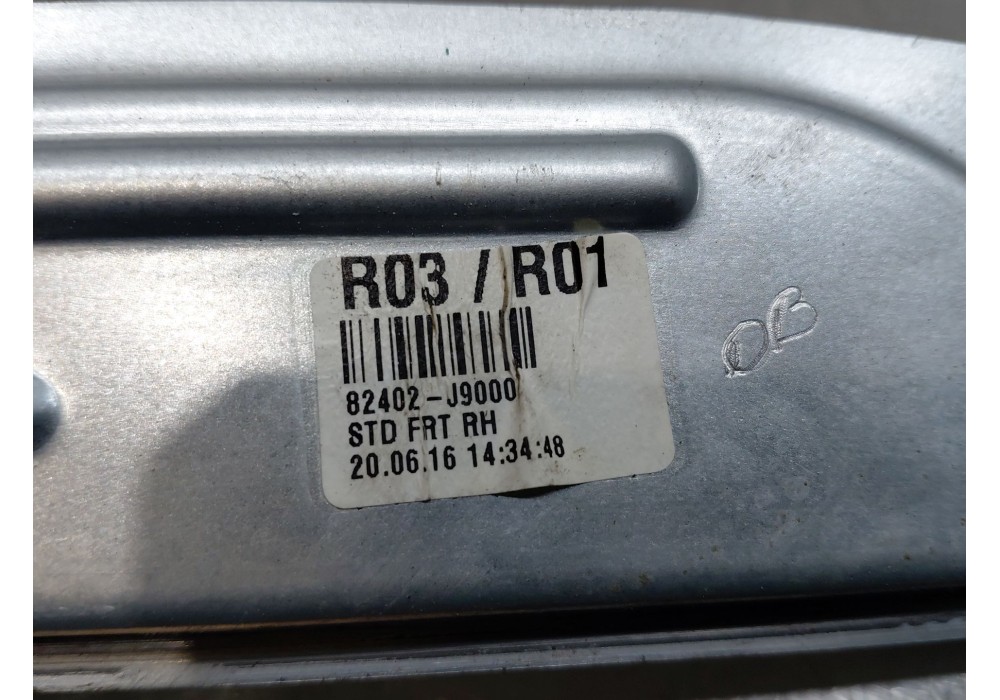 R03 / R01
82402-J9000
STD FRT RH
20.06.16 14:34:48
OB